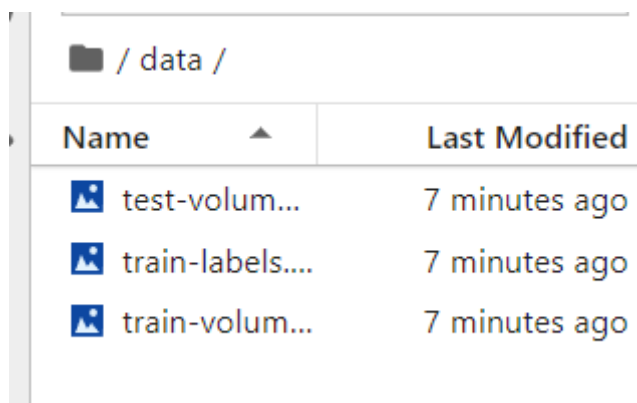 / data /
Name Last Modified
test-volum... 7 minutes ago
train-labels.... 7 minutes ago
train-volum... 7 minutes ago